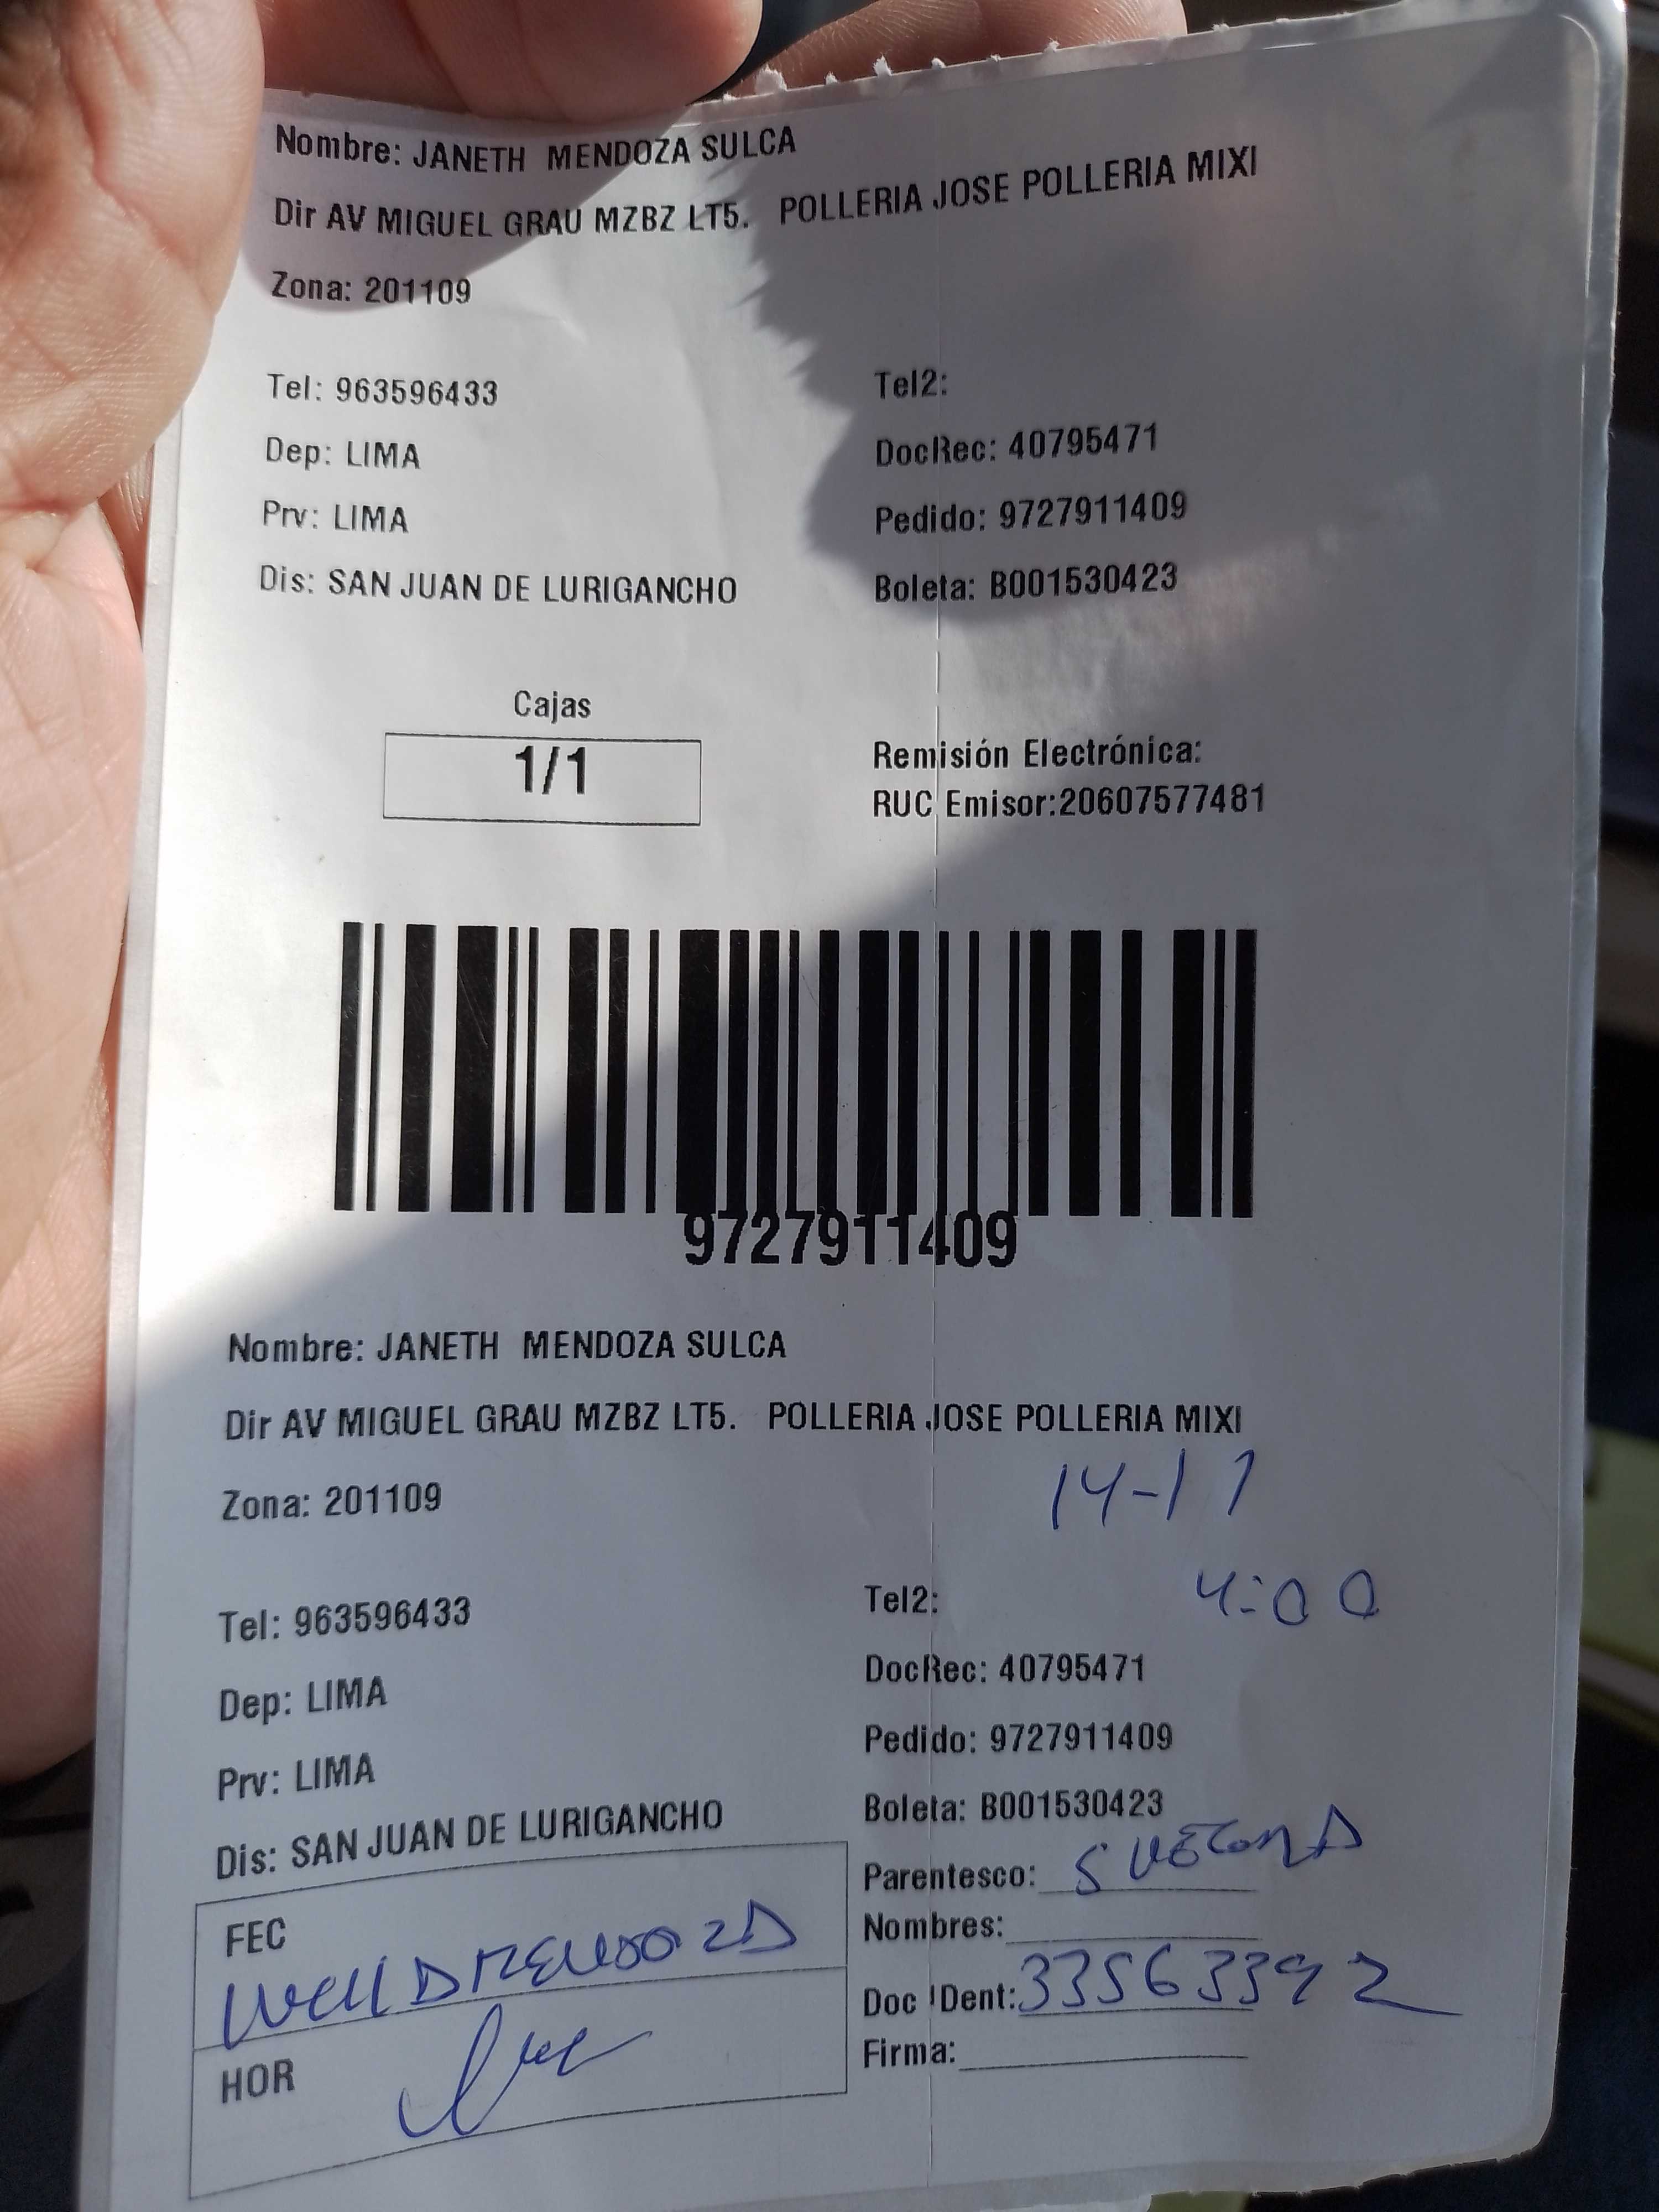 Nombre: JANETH MENDOZA SULCA
Dir AV MIGUEL GRAU MZBZ LT5. POLLERIA JOSE POLLERIA MIXI
Zona: 201109
Tel: 963596433 Tel2:
Dep: LIMA DocRec: 40795471
Prv: LIMA Pedido: 9727911409
Dis: SAN JUAN DE LURIGANCHO Boleta: B001530423
Cajas
1/1
Remisión Electrónica:
RUC Emisor:20607577481
9727911409
Nombre: JANETH MENDOZA SULCA
Dir AV MIGUEL GRAU MZBZ LT5. POLLERIA JOSE POLLERIA MIXI
14-11
Zona: 201109
4:00
Tel: 963596433 Tel2:
Dep: LIMA DocRec: 40795471
Prv: LIMA Pedido: 9727911409
Dis: SAN JUAN DE LURIGANCHO Boleta: B001530423
Parentesco:
FEC
Nombres:
Doc IDent: 33563392
HOR
Firma: